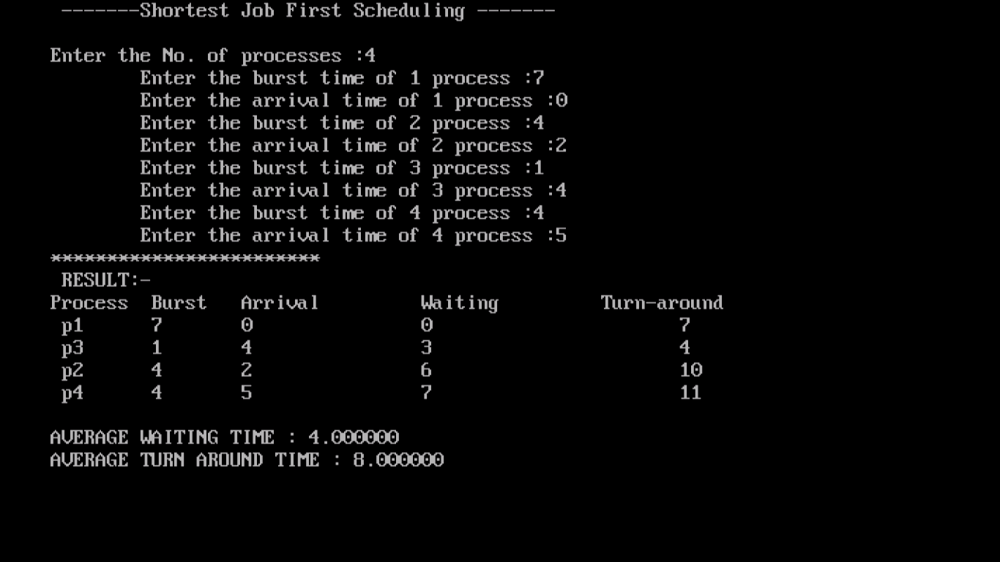 -------Shortest Job First Scheduling -------
Enter the No. of processes :4
Enter the burst time of 1 process :7
Enter the arrival time of 1 process :0
Enter the burst time of 2 process :4
Enter the arrival time of 2 process :2
Enter the burst time of 3 process :1
Enter the arrival time of 3 process :4
Enter the burst time of 4 process :4
Enter the arrival time of 4 process :5
************************
RESULT:-
Process Burst Arrival Waiting Turn-around
p1 7 0 0 7
p3 1 4 3 4
p2 4 2 6 10
p4 4 5 7 11
AVERAGE WAITING TIME : 4.000000
AVERAGE TURN AROUND TIME : 8.000000